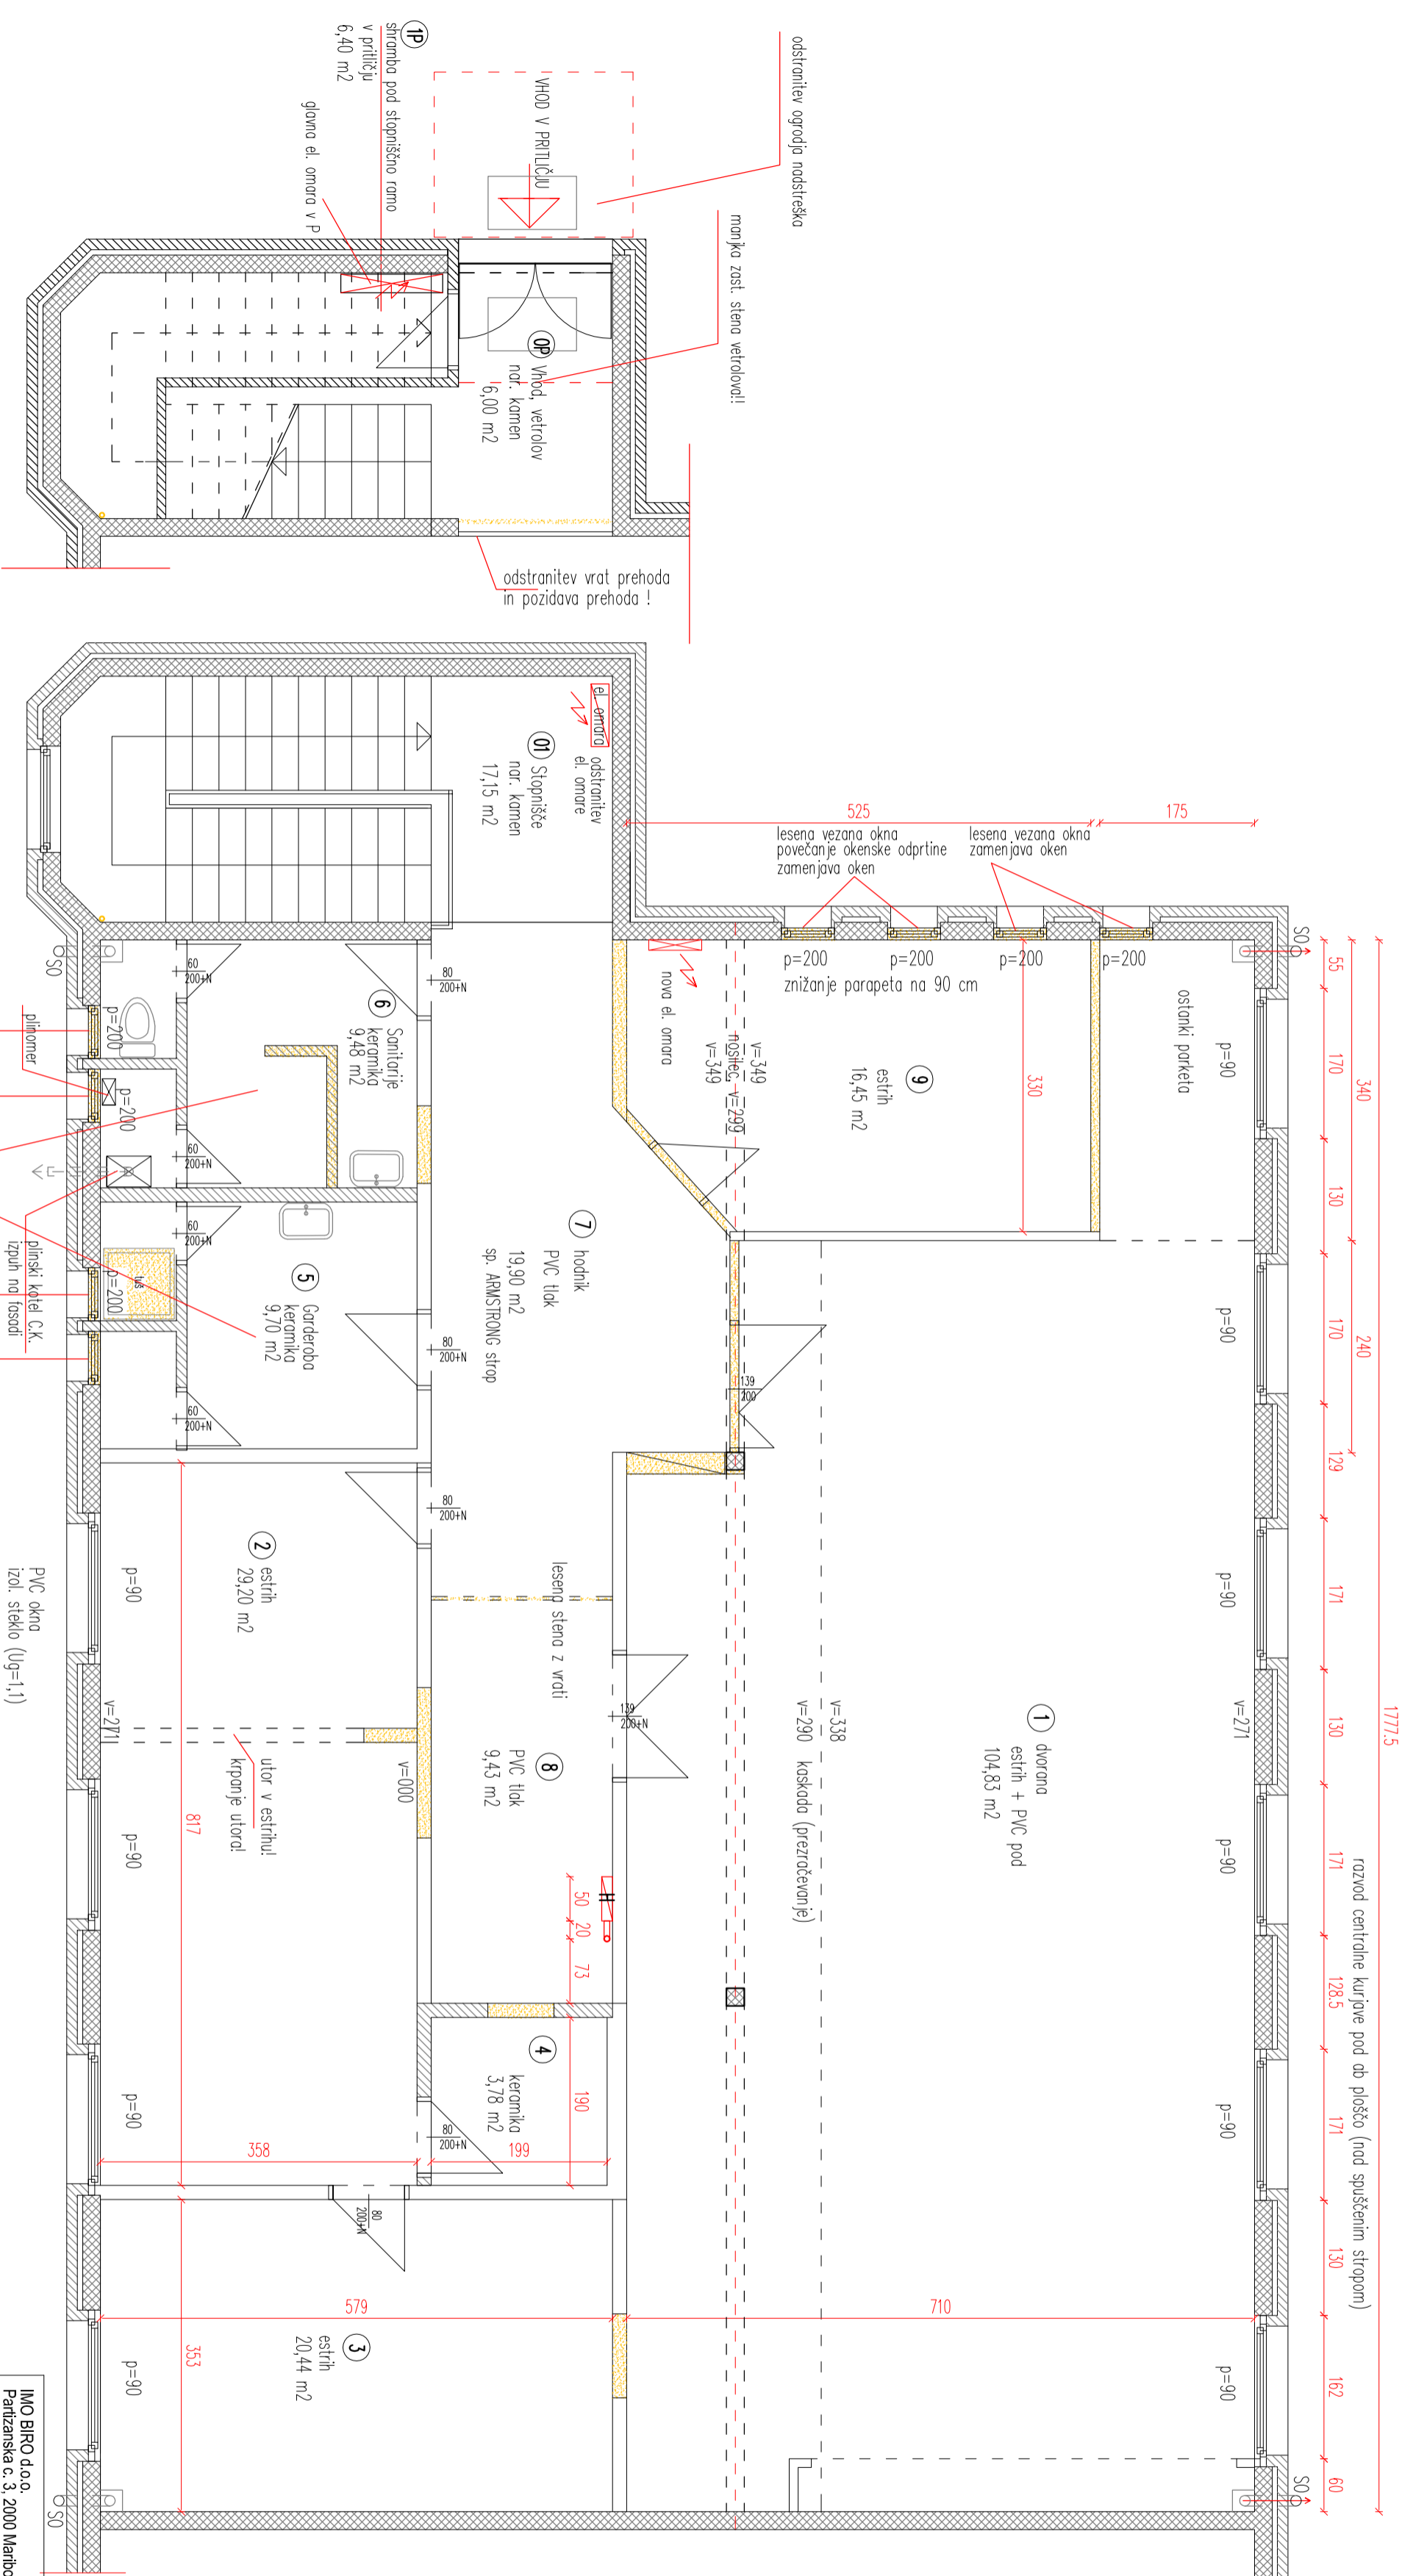 odstranitev ogrodja nadstreška
manjka zast. stena vetrolova!!
VHOD V PRITLIČJU
1P
shramba pod stopniščno ramo
v pritličju
6,40 m2
glavna el. omara v P
0P
Vhod, vetrolov
nar. kamen
6,00 m2
odstranitev vrat prehoda
in pozidava prehoda !
el. omara
odstranitev
el. omare
01
Stopnišče
nar. kamen
17,15 m2
525
175
lesena vezana okna
povečanje okenske odprtine
zamenjava oken
lesena vezana okna
zamenjava oken
p=200
p=200
p=200
p=200
znižanje parapeta na 90 cm
SO
ostanki parketa
330
nova el. omara
v=349
nosilec, v=299
v=349
9
estrih
16,45 m2
1777.5
340
240
55
170
130
170
129
171
130
171
128.5
171
130
162
60
razvod centralne kurjave pod ab ploščo (nad spuščenim stropom)
p=90
p=90
p=90
p=90
p=90
p=90
v=271
SO
1
dvorana
estrih + PVC pod
104,83 m2
v=338
v=290 kaskada (prezračevanje)
139
200
139
200+N
7
hodnik
PVC tlak
19,90 m2
sp. ARMSTRONG strop
80
200+N
80
200+N
80
200+N
lesena stena z vrati
8
PVC tlak
9,43 m2
50
20
73
4
keramika
3,78 m2
190
199
80
200+N
358
80
200+N
710
579
353
3
estrih
20,44 m2
6
Sanitarije
keramika
9,48 m2
60
200+N
60
200+N
60
200+N
60
200+N
p=200
p=200
p=200
SO
plinomer
plinski kotel C.K.
izpuh na fasadi
tuš
5
Garderoba
keramika
9,70 m2
2
estrih
29,20 m2
utor v estrihu!
krpanje utora!
v=000
v=271
817
p=90
p=90
p=90
p=90
PVC okna
izol. steklo (Ug=1,1)
SO
IMO BIRO d.o.o.
Partizanska c. 3, 2000